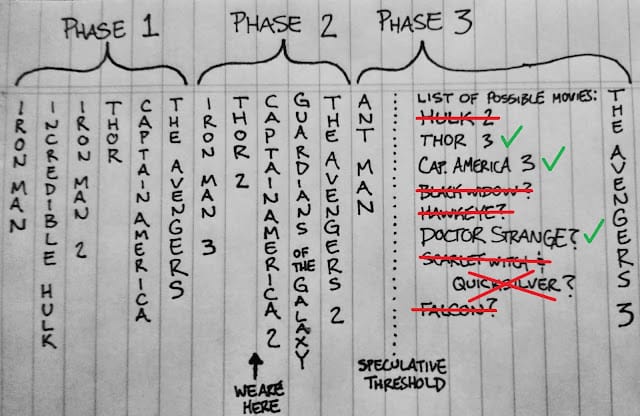 PHASE 1
PHASE 2
PHASE 3
IRON MAN
INCREDIBLE HULK
IRON MAN 2
THOR
CAPTAIN AMERICA
THE AVENGERS
IRON MAN 3
THOR 2
CAPTAIN AMERICA 2
GUARDIANS OF THE GALAXY
THE AVENGERS 2
ANT MAN
LIST OF POSSIBLE MOVIES:
HULK 2
THOR 3
CAP. AMERICA 3
BLACK WIDOW?
HAWKEYE?
DOCTOR STRANGE?
SCARLET WITCH &
QUICKSILVER?
FALCON?
THE AVENGERS 3
WE ARE
HERE
SPECULATIVE
THRESHOLD